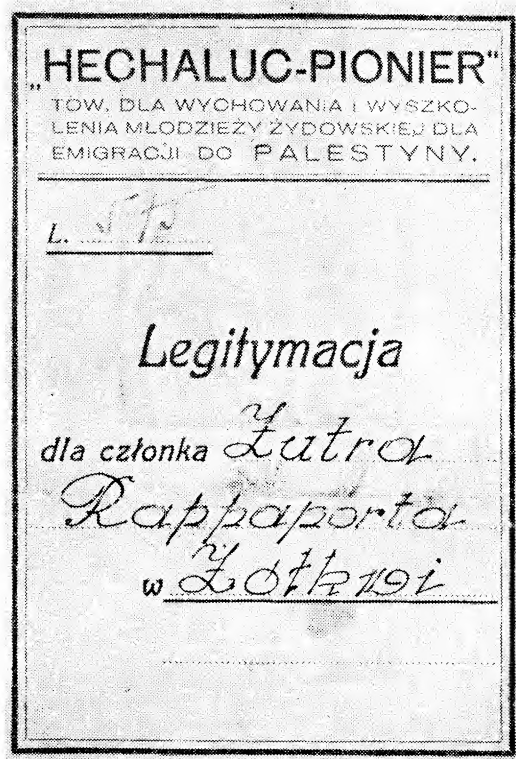 „HECHALUC-PIONIER"
TOW. DLA WYCHOWANIA I WYSZKO-
LENIA MŁODZIEŻY ŻYDOWSKIEJ DLA
EMIGRACJI DO PALESTYNY.
L.
Legitymacja
dla członka Żutra
Rappaporta
w Żółkwi